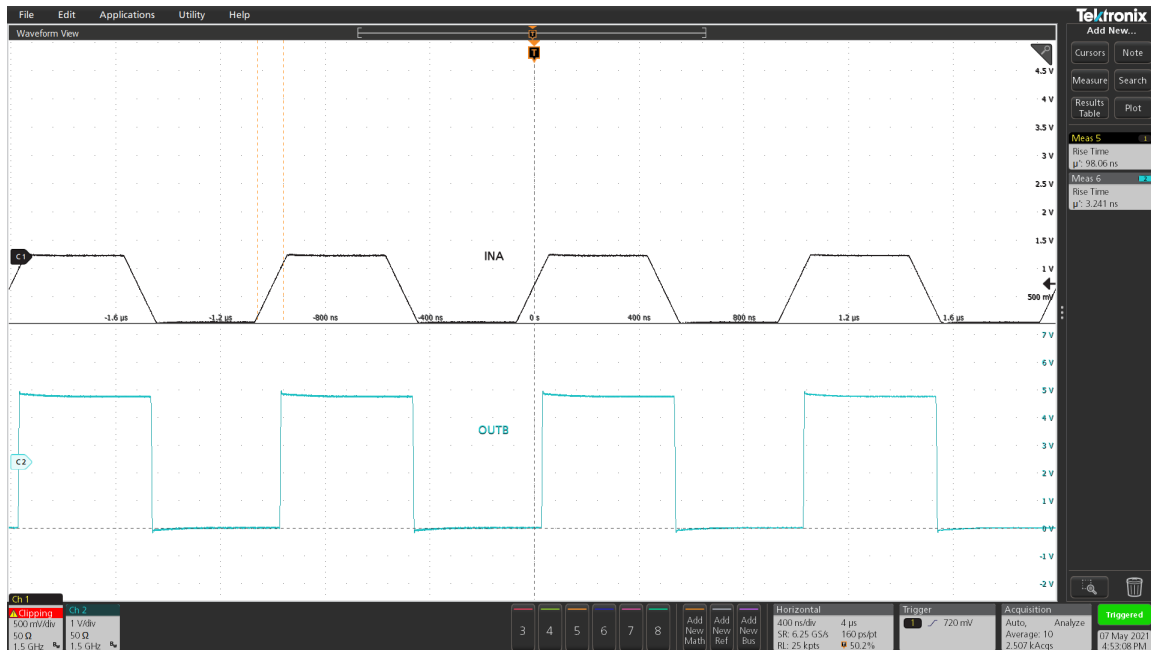 File Edit Applications Utility Help
Tektronix
Add New...
Waveform View
T
T
Cursors Note
Measure Search
Results Table Plot
Meas 5 1
Rise Time
µ': 98.06 ns
Meas 6 2
Rise Time
µ': 3.241 ns
4.5 V
4 V
3.5 V
3 V
2.5 V
2 V
1.5 V
C1 INA
1 V
500 mV
-1.6 µs -1.2 µs -800 ns -400 ns 0 s 400 ns 800 ns 1.2 µs 1.6 µs
7 V
6 V
5 V
4 V
OUTB
3 V
C2
2 V
1 V
0 V
-1 V
-2 V
Ch 1
Clipping
500 mV/div
50 Ω
1.5 GHz
Ch 2
1 V/div
50 Ω
1.5 GHz
3 4 5 6 7 8
Add New Math
Add New Ref
Add New Bus
Horizontal
400 ns/div 4 µs
SR: 6.25 GS/s 160 ps/pt
RL: 25 kpts 50.2%
Trigger
1 720 mV
Acquisition
Auto, Analyze
Average: 10
2.507 kAcqs
Triggered
07 May 2021
4:53:08 PM